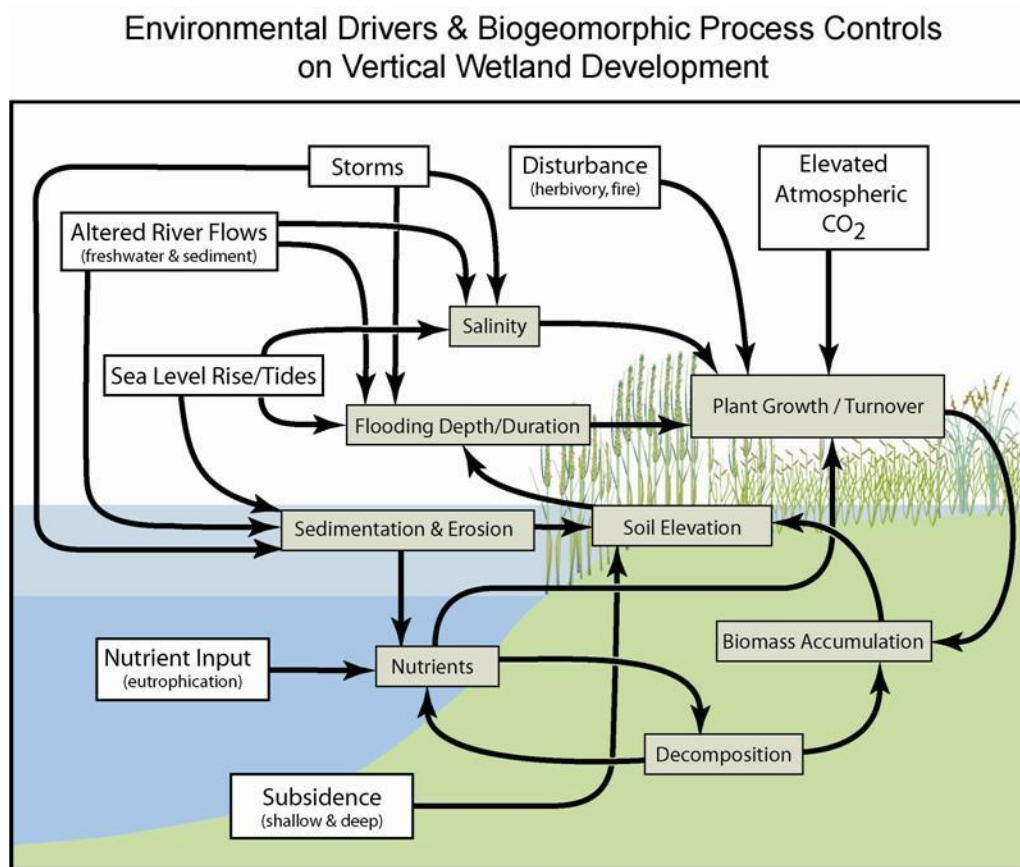 Environmental Drivers & Biogeomorphic Process Controls
on Vertical Wetland Development
Storms
Disturbance
(herbivory, fire)
Elevated
Atmospheric
CO2
Altered River Flows
(freshwater & sediment)
Salinity
Sea Level Rise/Tides
Flooding Depth/Duration
Plant Growth / Turnover
Sedimentation & Erosion
Soil Elevation
Nutrient Input
(eutrophication)
Nutrients
Biomass Accumulation
Decomposition
Subsidence
(shallow & deep)